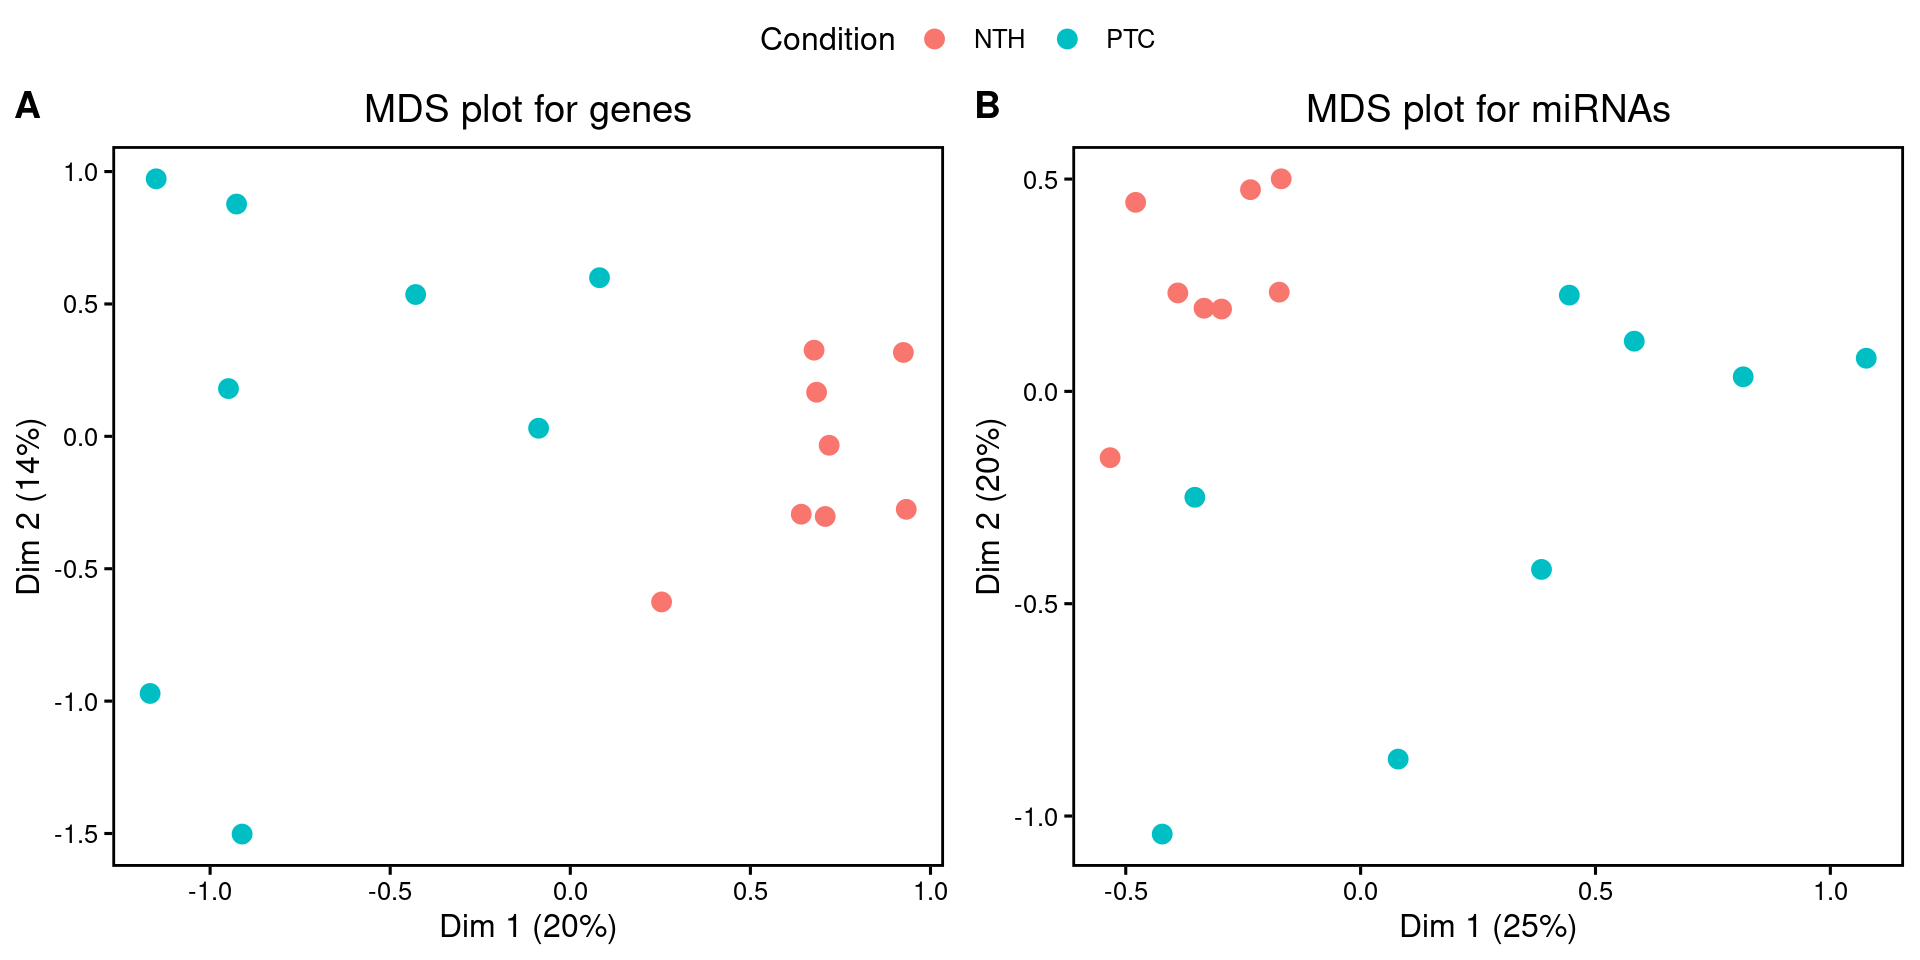 Condition NTH PTC
A
MDS plot for genes
1.0
0.5
0.0
-0.5
-1.0
-1.5
Dim 2 (14%)
-1.0 -0.5 0.0 0.5 1.0
Dim 1 (20%)
B
MDS plot for miRNAs
0.5
0.0
-0.5
-1.0
Dim 2 (20%)
-0.5 0.0 0.5 1.0
Dim 1 (25%)